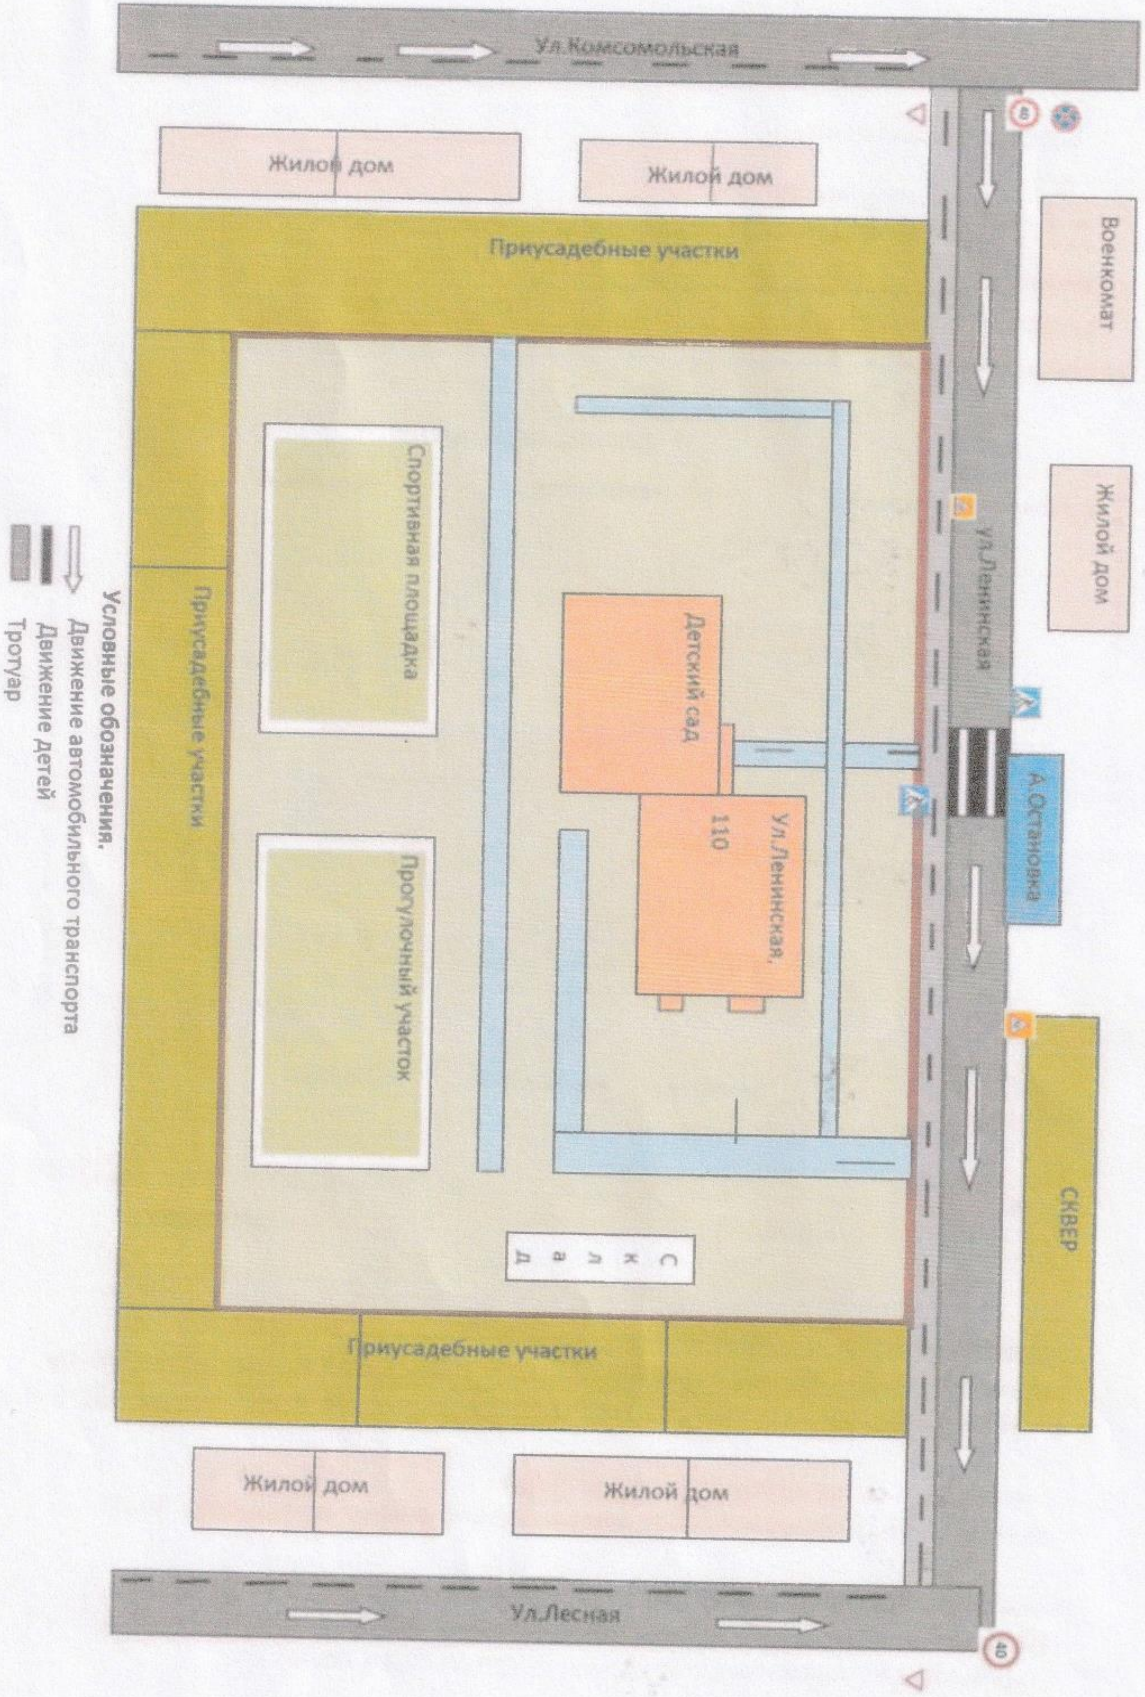 Ул.Комсомольская
40
Жилой дом
Жилой дом
Военкомат
Приусадебные участки
Жилой дом
ул.Ленинская
Спортивная площадка
Детский сад
Приусадебные участки
А.Остановка
Ул.Ленинская,
110
Прогулочный участок
СКВЕР
Склад
Приусадебные участки
Жилой дом
Жилой дом
Ул.Лесная
40
Условные обозначения.
Движение автомобильного транспорта
Движение детей
Тротуар